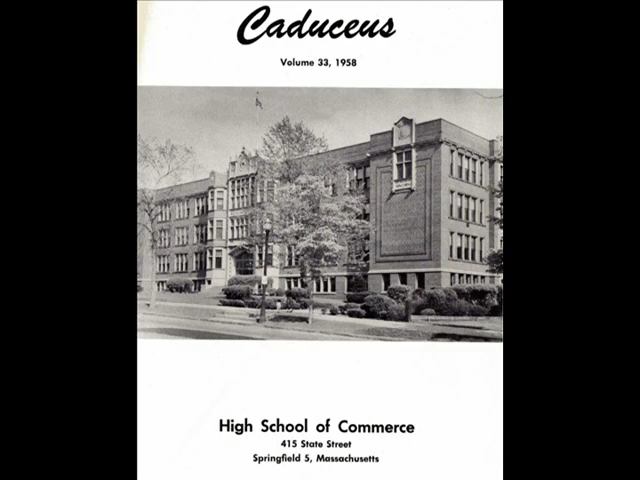 Caduceus
Volume 33, 1958
High School of Commerce
415 State Street
Springfield 5, Massachusetts